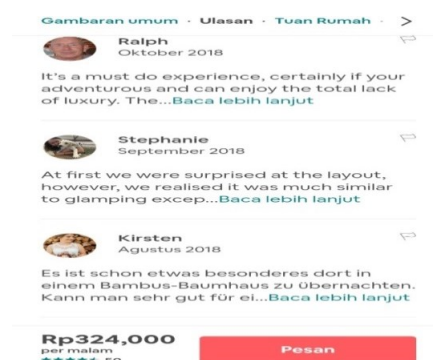 Gambaran umum · Ulasan · Tuan Rumah ·
Ralph
Oktober 2018
It's a must do experience, certainly if your
adventurous and can enjoy the total lack
of luxury. The...Baca lebih lanjut
Stephanie
September 2018
At first we were surprised at the layout,
however, we realised it was much similar
to glamping excep...Baca lebih lanjut
Kirsten
Agustus 2018
Es ist schon etwas besonderes dort in
einem Bambus-Baumhaus zu übernachten.
Kann man sehr gut für ei...Baca lebih lanjut
Rp324,000
per malam
Pesan